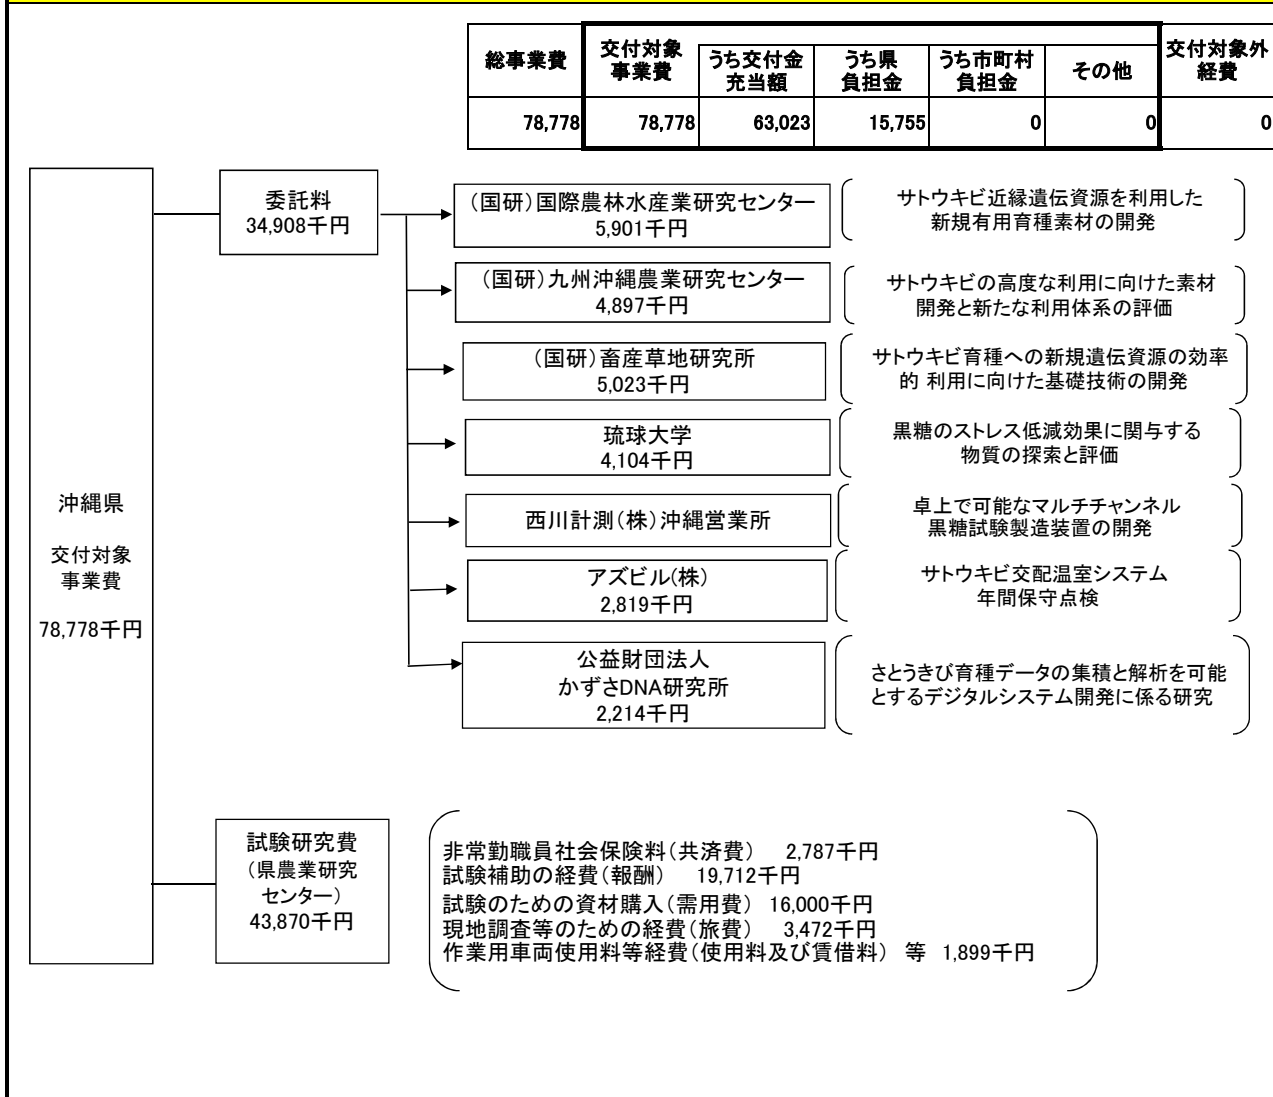 総事業費
交付対象
事業費
うち交付金
充当額
うち県
負担金
うち市町村
負担金
その他
交付対象外
経費
78,778
78,778
63,023
15,755
0
0
0
委託料
34,908千円
(国研)国際農林水産業研究センター
5,901千円
サトウキビ近縁遺伝資源を利用した
新規有用育種素材の開発
(国研)九州沖縄農業研究センター
4,897千円
サトウキビの高度な利用に向けた素材
開発と新たな利用体系の評価
(国研)畜産草地研究所
5,023千円
サトウキビ育種への新規遺伝資源の効率
的 利用に向けた基礎技術の開発
琉球大学
4,104千円
黒糖のストレス低減効果に関与する
物質の探索と評価
西川計測(株)沖縄営業所
卓上で可能なマルチチャンネル
黒糖試験製造装置の開発
アズビル(株)
2,819千円
サトウキビ交配温室システム
年間保守点検
公益財団法人
かずさDNA研究所
2,214千円
さとうきび育種データの集積と解析を可能
とするデジタルシステム開発に係る研究
沖縄県
交付対象
事業費
78,778千円
試験研究費
(県農業研究
センター)
43,870千円
非常勤職員社会保険料(共済費) 2,787千円
試験補助の経費(報酬) 19,712千円
試験のための資材購入(需用費) 16,000千円
現地調査等のための経費(旅費) 3,472千円
作業用車両使用料等経費(使用料及び賃借料) 等 1,899千円